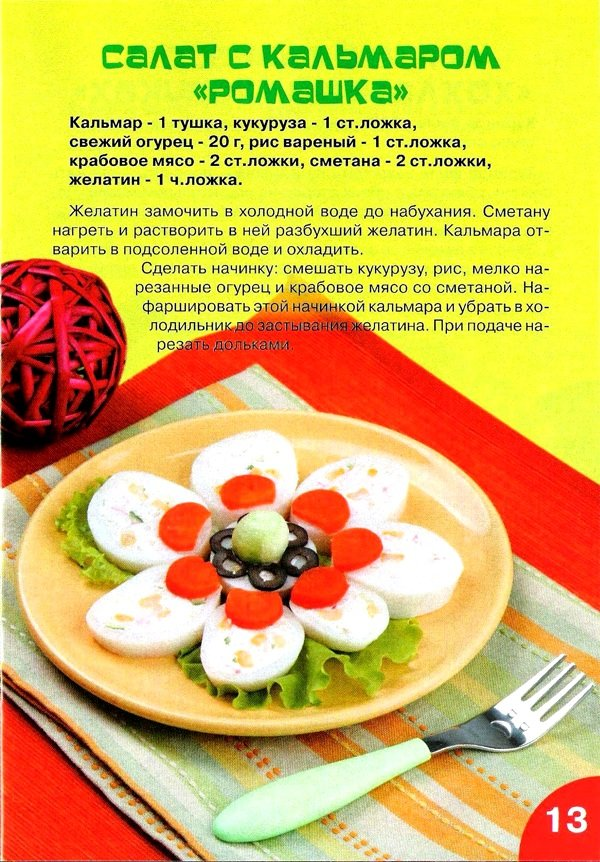 САЛАТ С КАЛЬМАРОМ
«РОМАШКА»
Кальмар - 1 тушка, кукуруза - 1 ст.ложка,
свежий огурец - 20 г, рис вареный - 1 ст.ложка,
крабовое мясо - 2 ст.ложки, сметана - 2 ст.ложки,
желатин - 1 ч.ложка.
Желатин замочить в холодной воде до набухания. Сметану
нагреть и растворить в ней разбухший желатин. Кальмара от-
варить в подсоленной воде и охладить.
Сделать начинку: смешать кукурузу, рис, мелко на-
резанные огурец и крабовое мясо со сметаной. На-
фаршировать этой начинкой кальмара и убрать в хо-
лодильник до застывания желатина. При подаче на-
резать дольками.
13